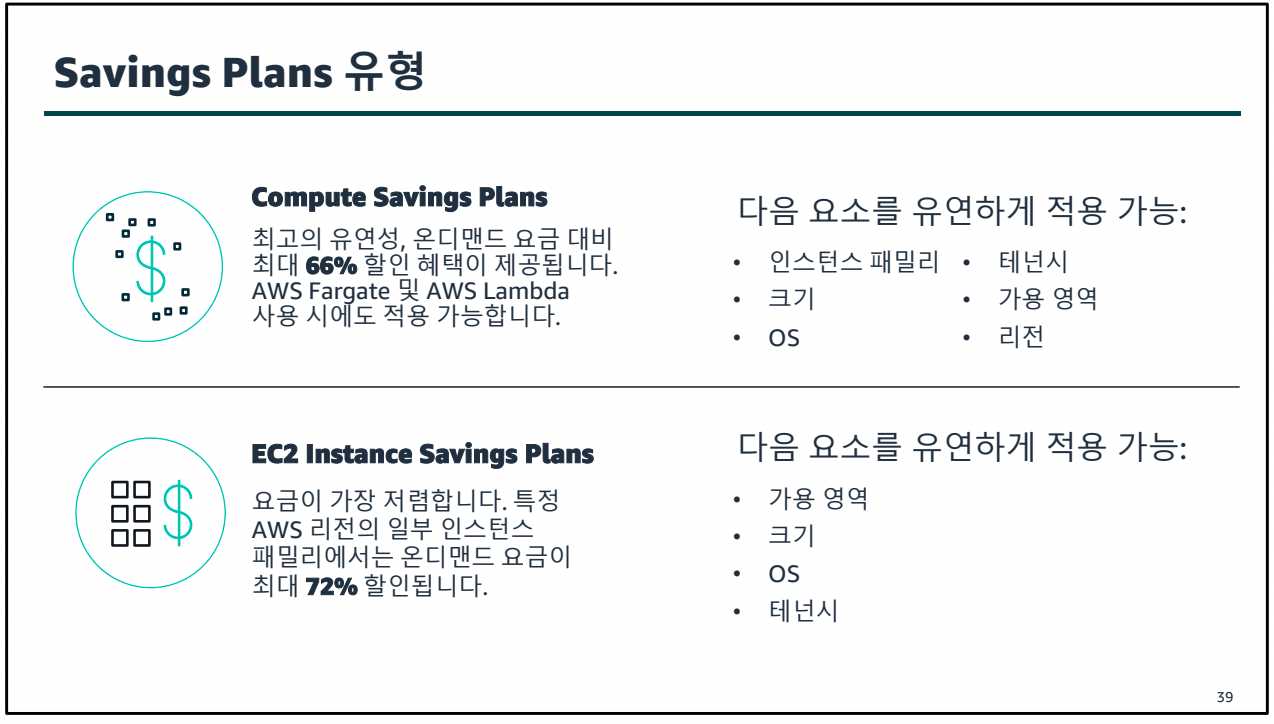 Savings Plans 유형
Compute Savings Plans
최고의 유연성, 온디맨드 요금 대비
최대 66% 할인 혜택이 제공됩니다.
AWS Fargate 및 AWS Lambda
사용 시에도 적용 가능합니다.
다음 요소를 유연하게 적용 가능:
• 인스턴스 패밀리
• 크기
• OS
• 테넌시
• 가용 영역
• 리전
EC2 Instance Savings Plans
요금이 가장 저렴합니다. 특정
AWS 리전의 일부 인스턴스
패밀리에서는 온디맨드 요금이
최대 72% 할인됩니다.
다음 요소를 유연하게 적용 가능:
• 가용 영역
• 크기
• OS
• 테넌시
39